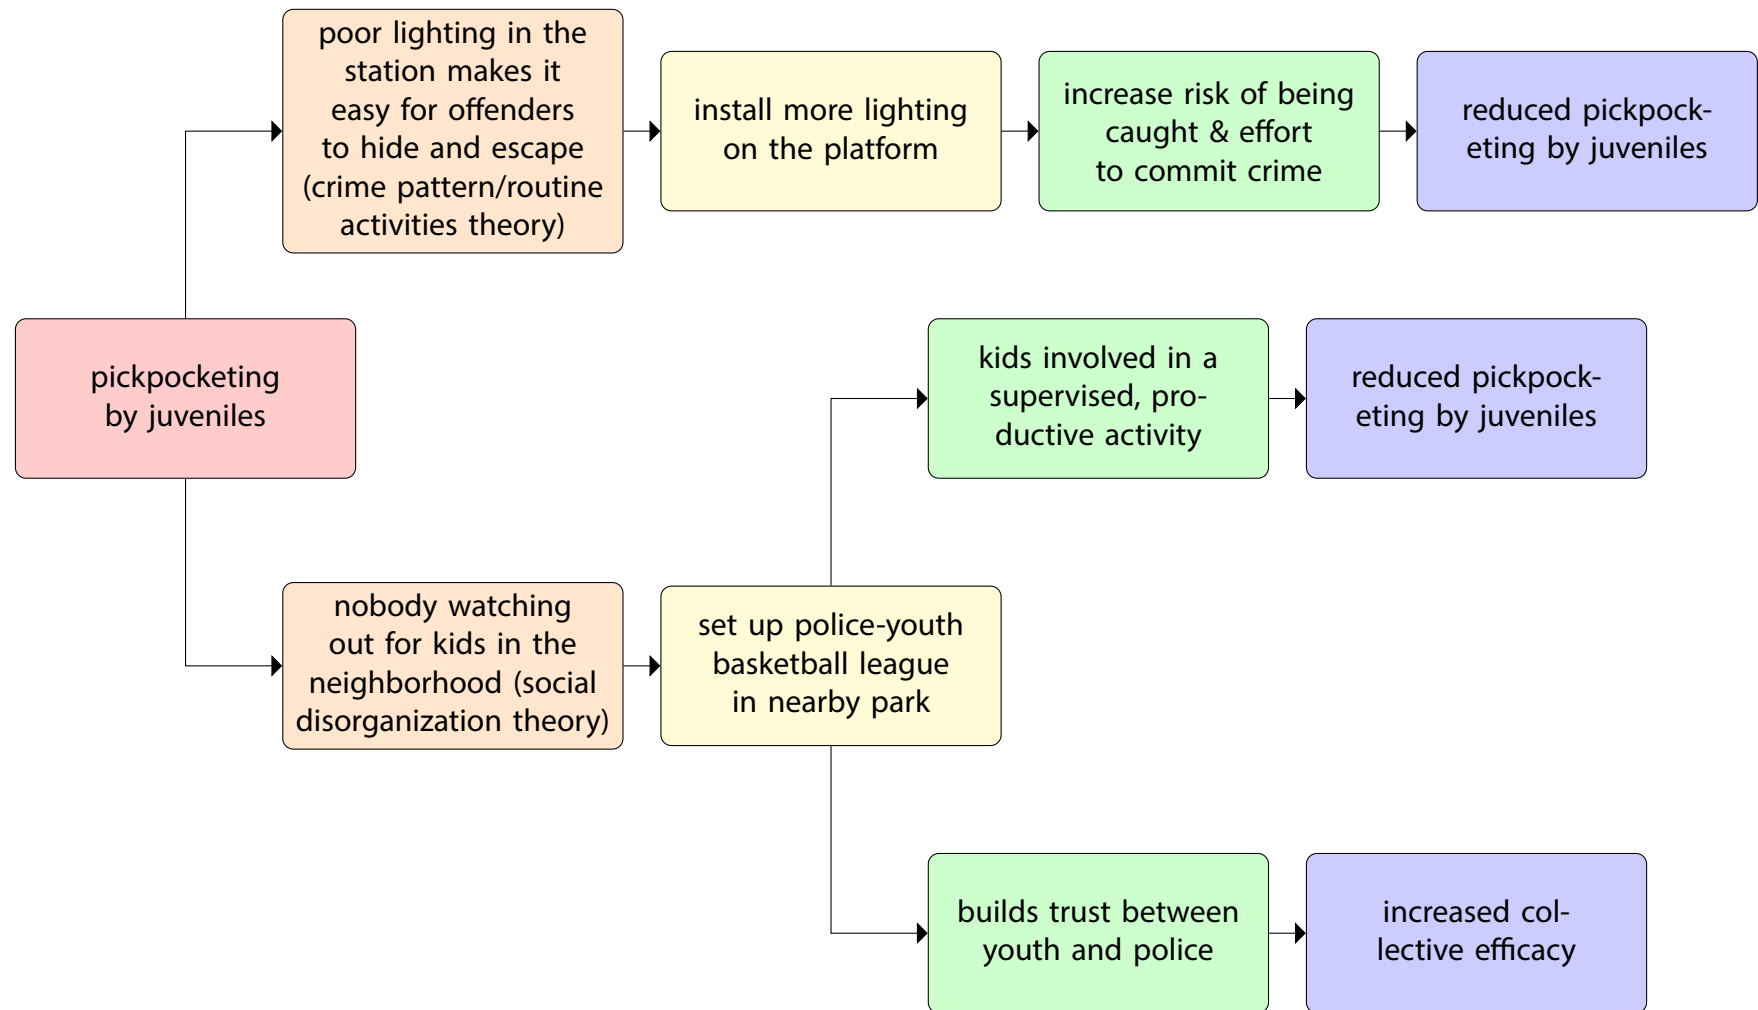 poor lighting in the
station makes it
easy for offenders
to hide and escape
(crime pattern/routine
activities theory)
install more lighting
on the platform
increase risk of being
caught & effort
to commit crime
reduced pickpock-
eting by juveniles
pickpocketing
by juveniles
kids involved in a
supervised, pro-
ductive activity
reduced pickpock-
eting by juveniles
nobody watching
out for kids in the
neighborhood (social
disorganization theory)
set up police-youth
basketball league
in nearby park
builds trust between
youth and police
increased col-
lective efficacy